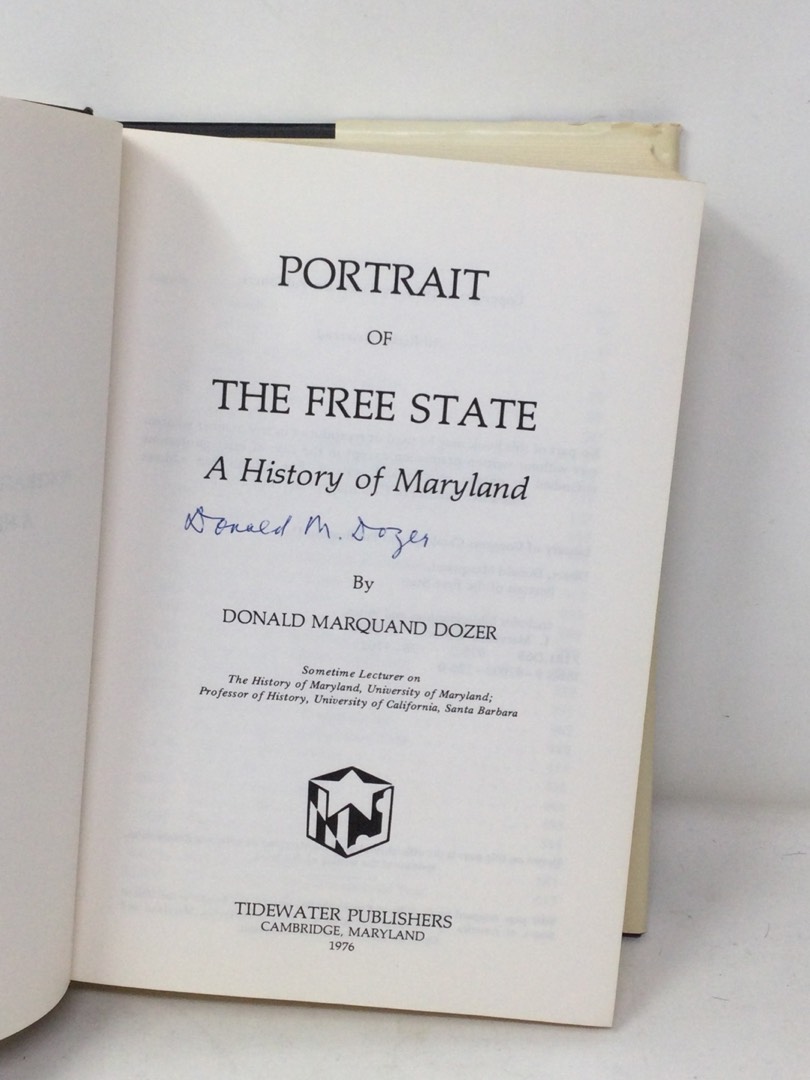 PORTRAIT
OF
THE FREE STATE
A History of Maryland
Donald M. Dozer
By
DONALD MARQUAND DOZER
Sometime Lecturer on
The History of Maryland, University of Maryland;
Professor of History, University of California, Santa Barbara
TIDEWATER PUBLISHERS
CAMBRIDGE, MARYLAND
1976